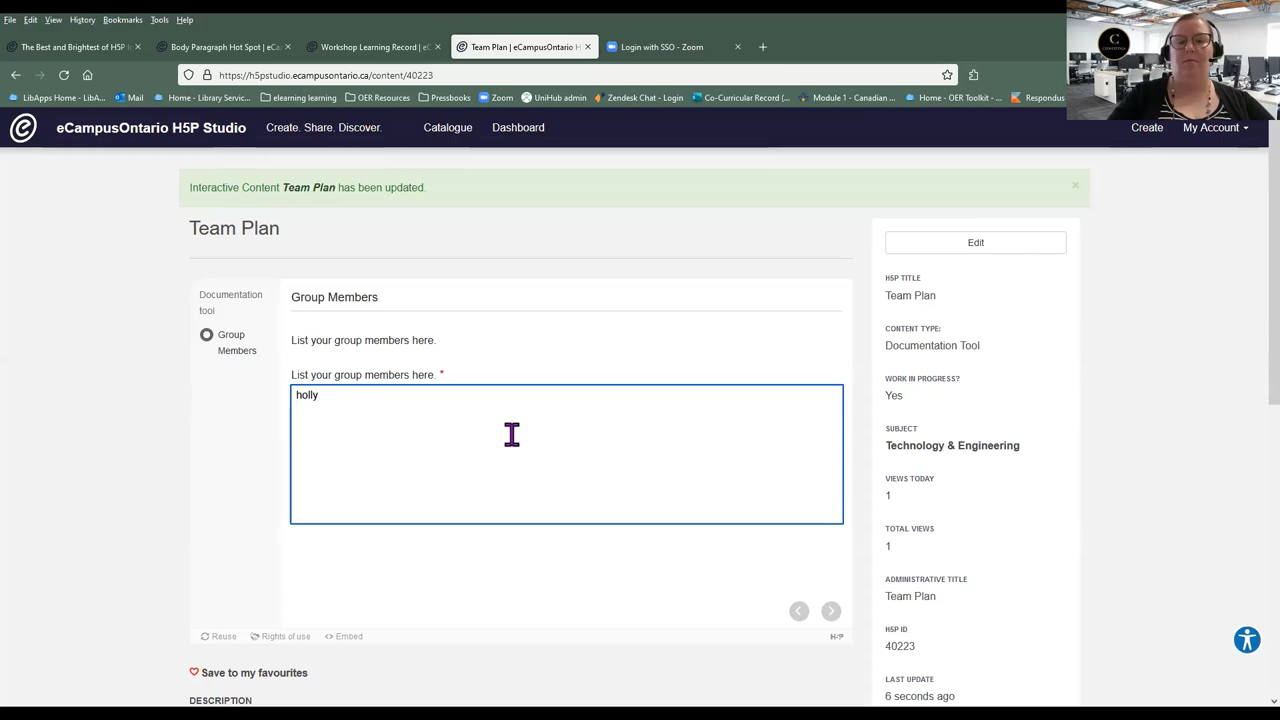 File Edit View History Bookmarks Tools Help
The Best and Brightest of H5P I
Body Paragraph Hot Spot | eCa
Workshop Learning Record | eC
Team Plan | eCampusOntario H
Login with SSO - Zoom
https://h5pstudio.ecampusontario.ca/content/40223
LibApps Home - LibA... Mail Home - Library Servic... elearning learning OER Resources Pressbooks Zoom UniHub admin Zendesk Chat - Login Co-Curricular Record (... Module 1 - Canadian ... Home - OER Toolkit - ... Respondus
C
CONESTOGA
eCampusOntario H5P Studio Create. Share. Discover. Catalogue Dashboard Create My Account
Interactive Content Team Plan has been updated. ×
Team Plan
Documentation
tool
Group
Members
Group Members
List your group members here.
List your group members here. *
holly
Reuse Rights of use Embed H-P
Save to my favourites
DESCRIPTION
Edit
H5P TITLE
Team Plan
CONTENT TYPE:
Documentation Tool
WORK IN PROGRESS?
Yes
SUBJECT
Technology & Engineering
VIEWS TODAY
1
TOTAL VIEWS
1
ADMINISTRATIVE TITLE
Team Plan
H5P ID
40223
LAST UPDATE
6 seconds ago